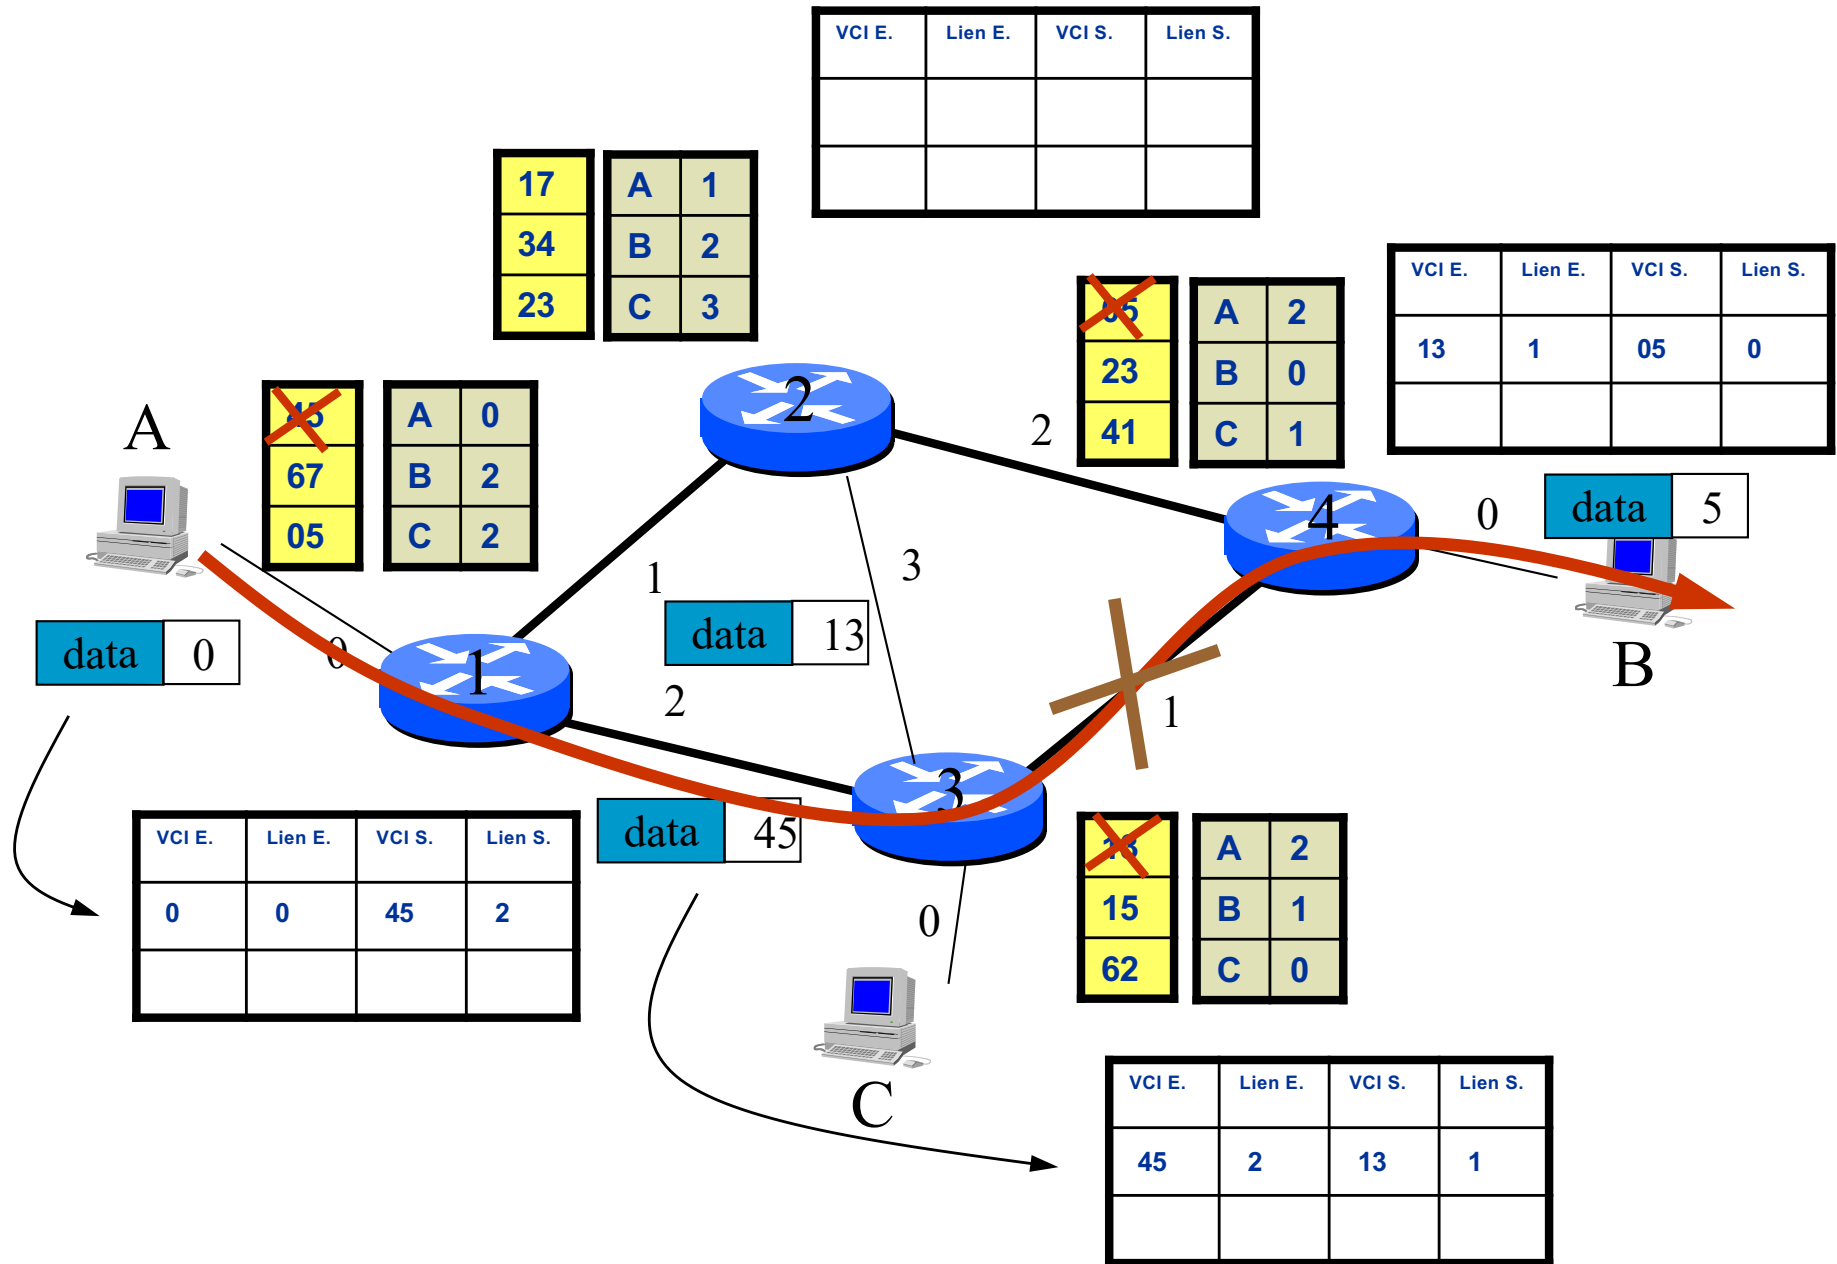 VCI E. Lien E. VCI S. Lien S.
17 A 1
34 B 2
23 C 3
VCI E. Lien E. VCI S. Lien S.
13 1 05 0
A 2
23 B 0
41 C 1
2
2
A
45 A 0
67 B 2
05 C 2
4
0
data 5
B
1
3
data 13
data 0
0
1
2
1
3
data 45
VCI E. Lien E. VCI S. Lien S.
0 0 45 2
13 A 2
15 B 1
62 C 0
0
C
VCI E. Lien E. VCI S. Lien S.
45 2 13 1